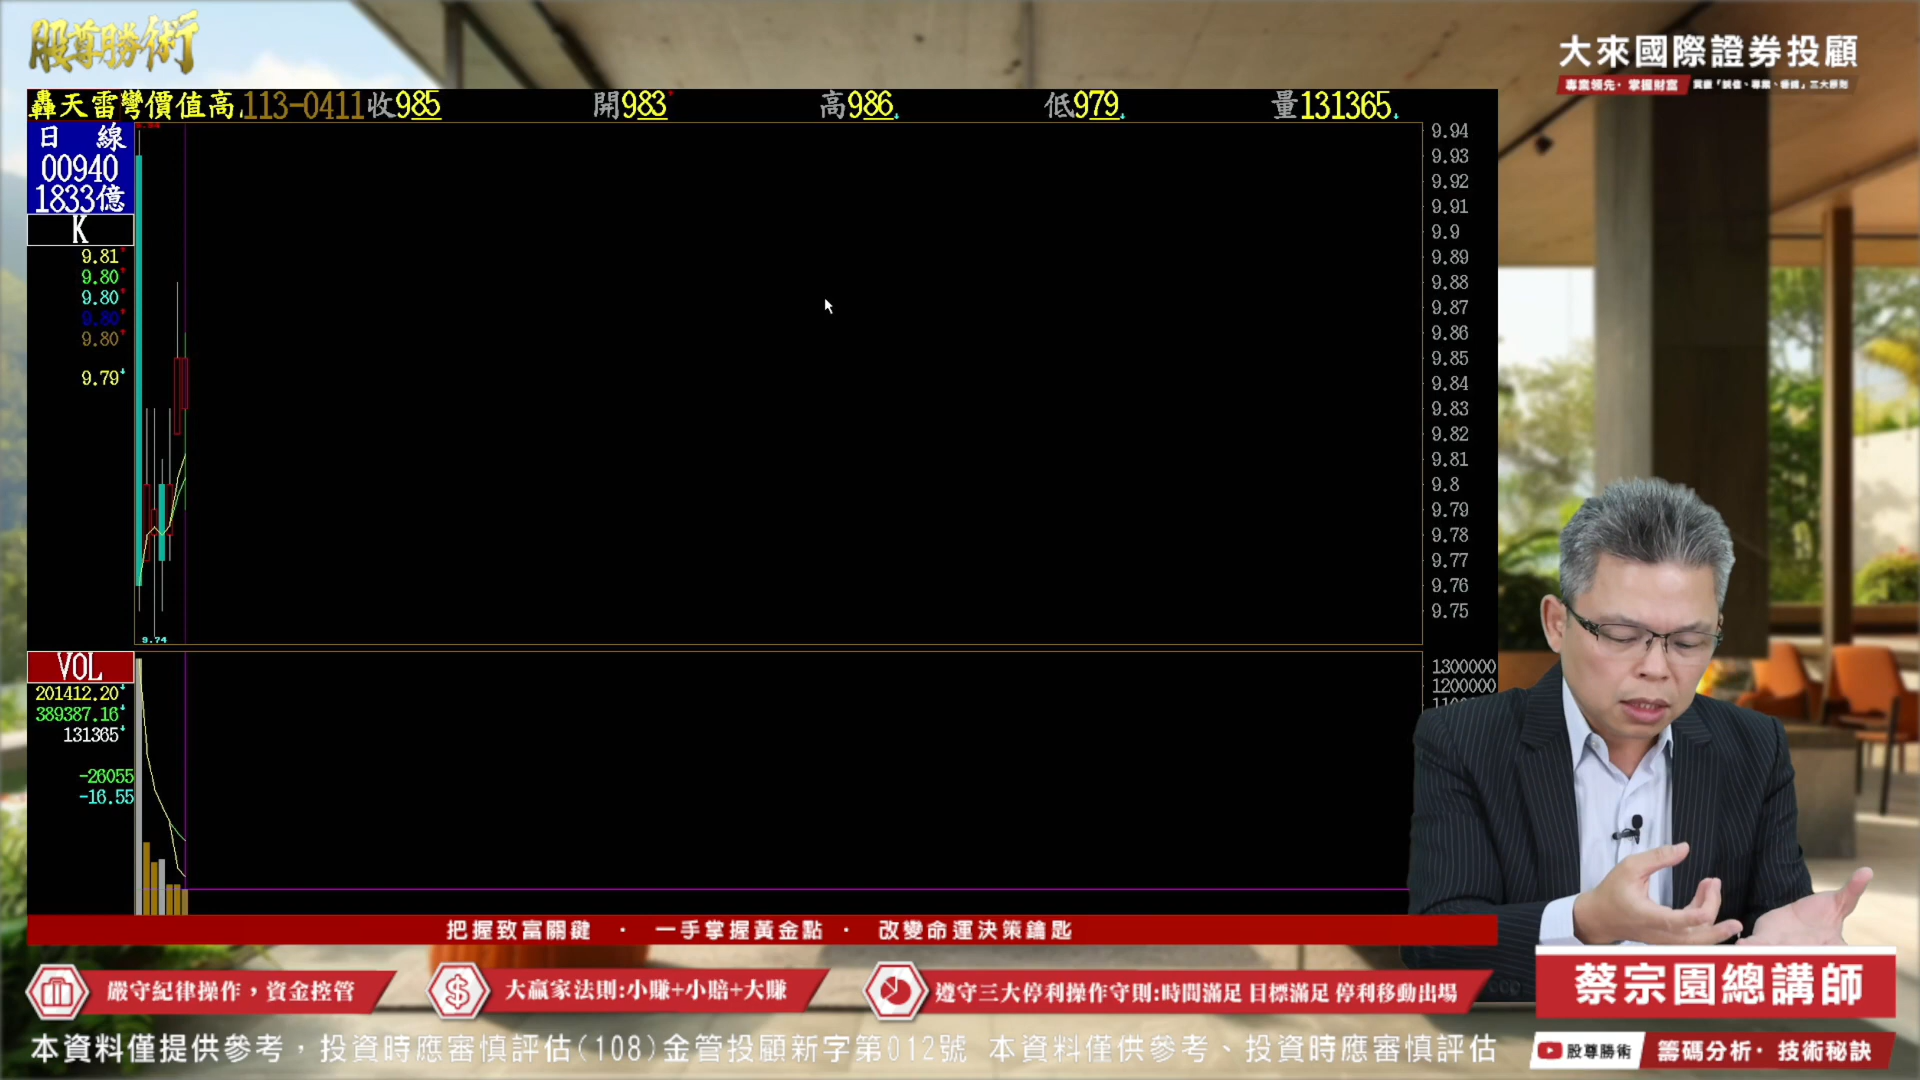 股尊勝術
大來國際證券投顧
專業領先・掌握財富
轟天雷彎價值高 113-0411 收985 開983 高986 低979 量131365
日 線
00940
1833億
K
9.81
9.80
9.80
9.80
9.80
9.79
9.74
9.94
9.93
9.92
9.91
9.9
9.89
9.88
9.87
9.86
9.85
9.84
9.83
9.82
9.81
9.8
9.79
9.78
9.77
9.76
9.75
VOL
201412.20
389387.16
131365
-26055
-16.55
1300000
1200000
把握致富關鍵 ・ 一手掌握黃金點 ・ 改變命運決策鑰匙
嚴守紀律操作，資金控管
大贏家法則:小賺+小賠+大賺
遵守三大停利操作守則:時間滿足 目標滿足 停利移動出場
蔡宗園總講師
本資料僅提供參考，投資時應審慎評估(108)金管投顧新字第012號 本資料僅供參考、投資時應審慎評估
股尊勝術
籌碼分析・技術秘訣